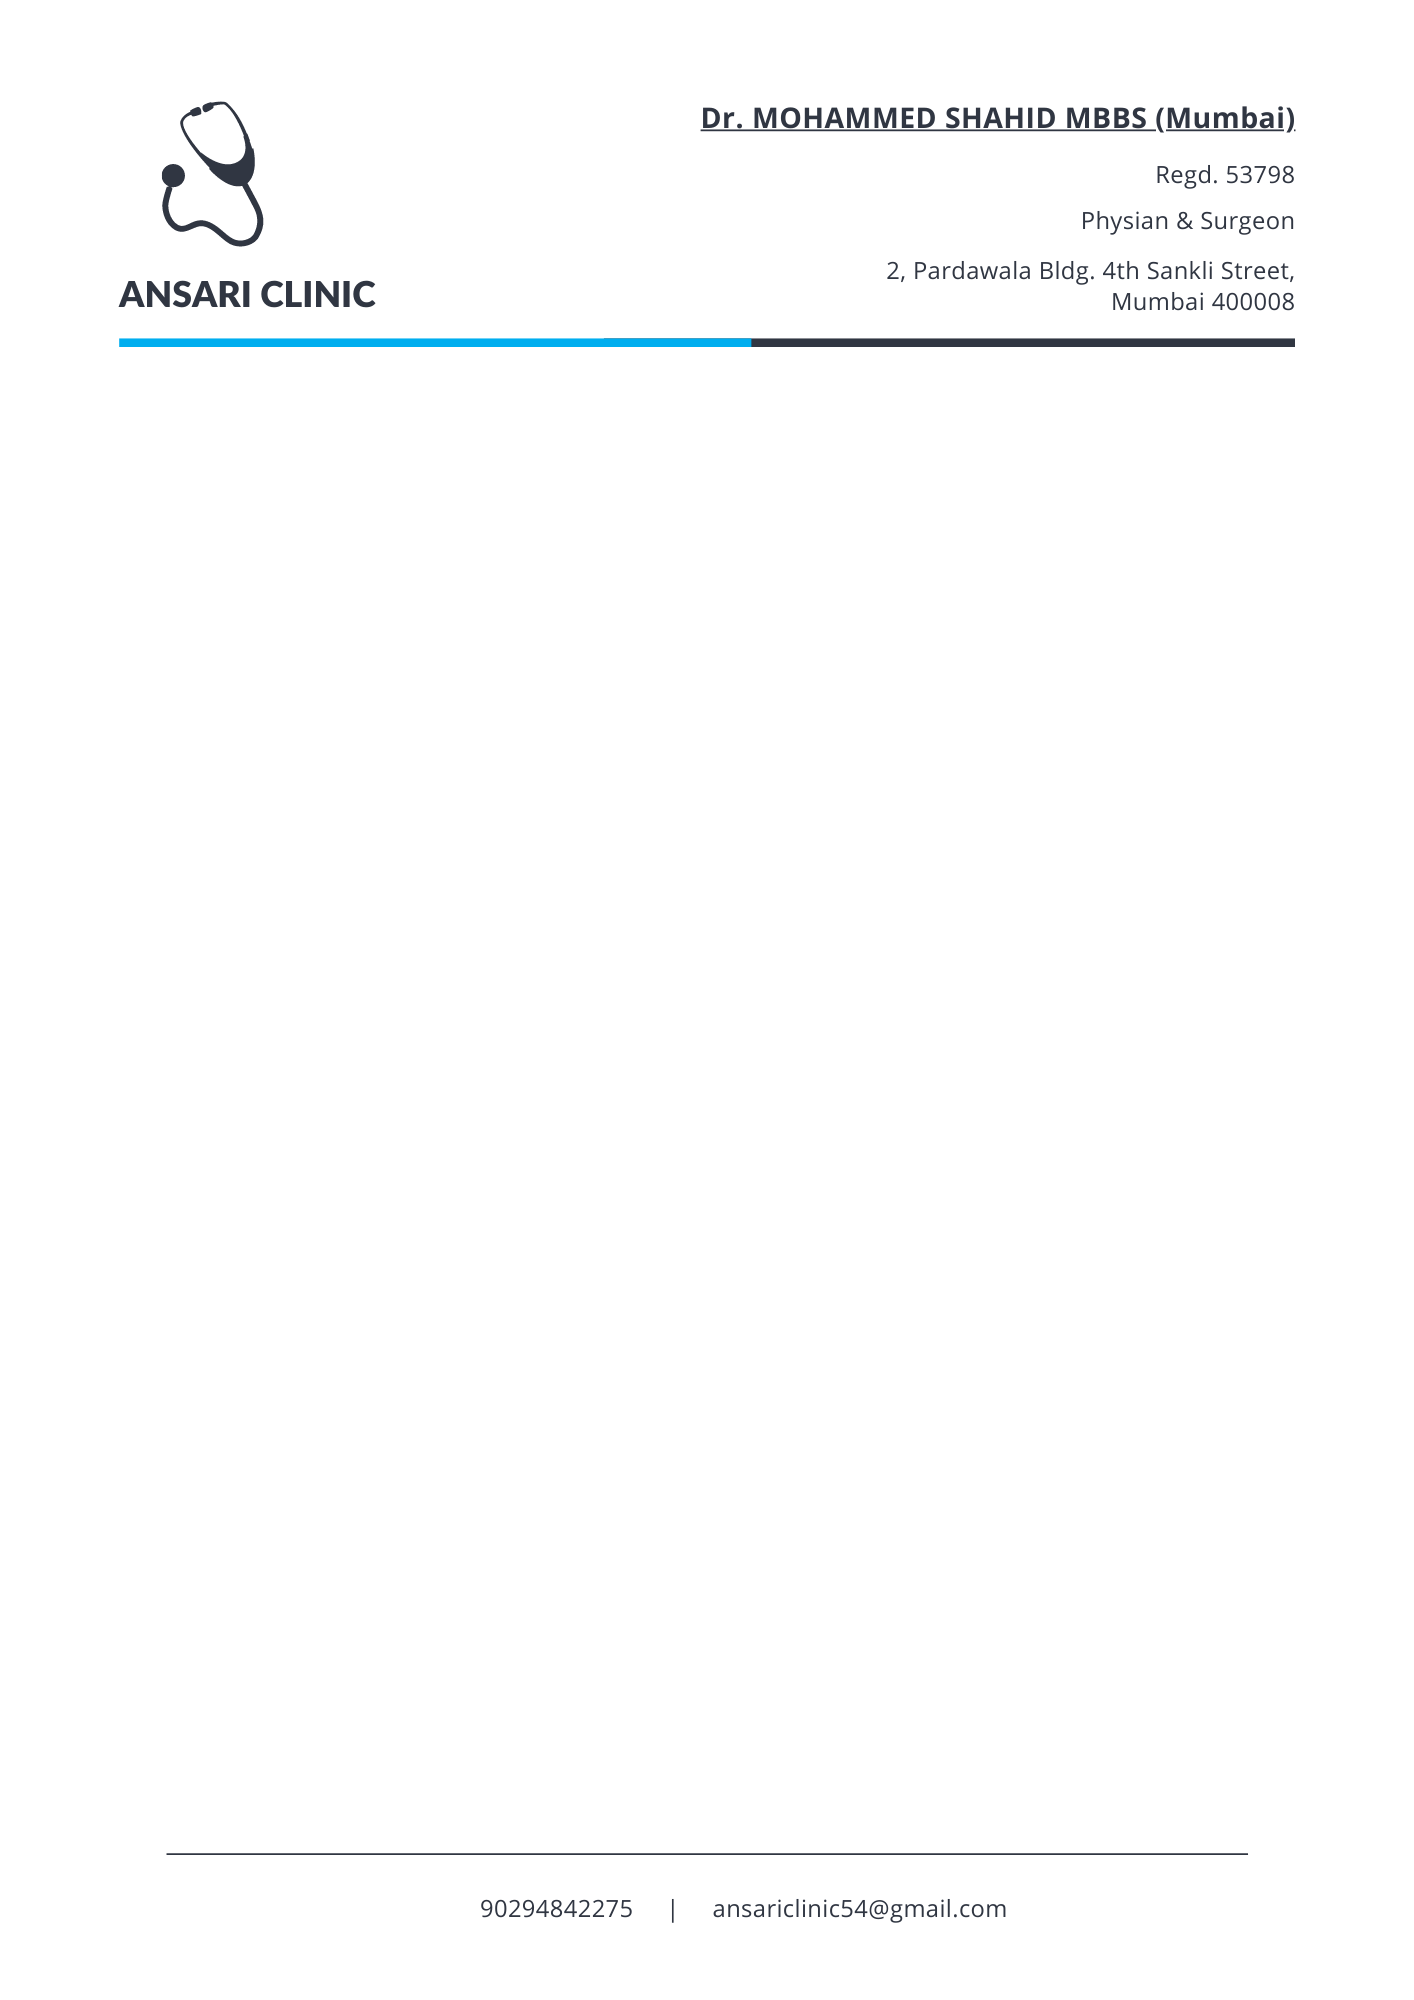 Dr. MOHAMMED SHAHID MBBS (Mumbai)
Regd. 53798
Physian & Surgeon
2, Pardawala Bldg. 4th Sankli Street,
Mumbai 400008
ANSARI CLINIC
90294842275 | ansariclinic54@gmail.com